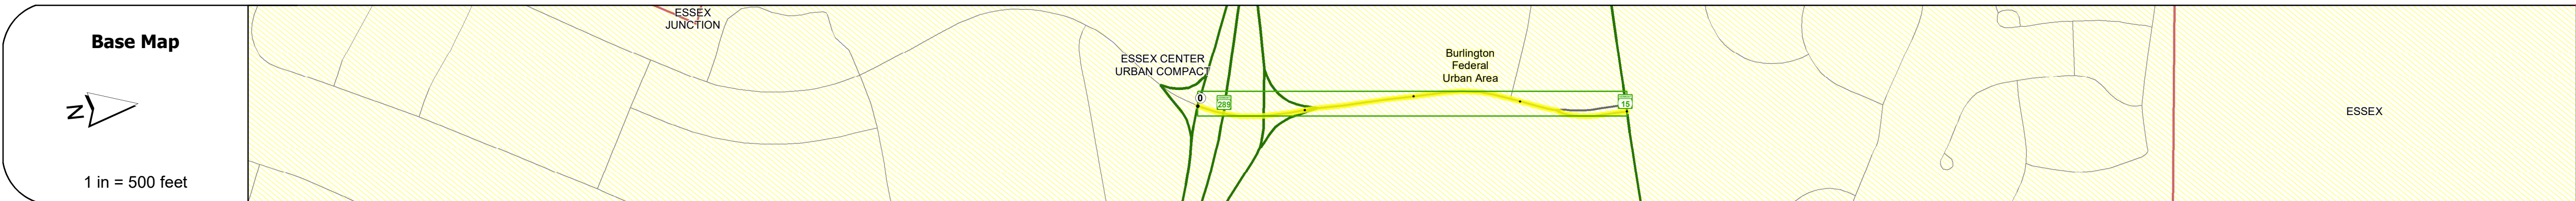 Base Map
N
1 in = 500 feet
ESSEX
JUNCTION
ESSEX CENTER
URBAN COMPACT
0
289
Burlington
Federal
Urban Area
15
ESSEX